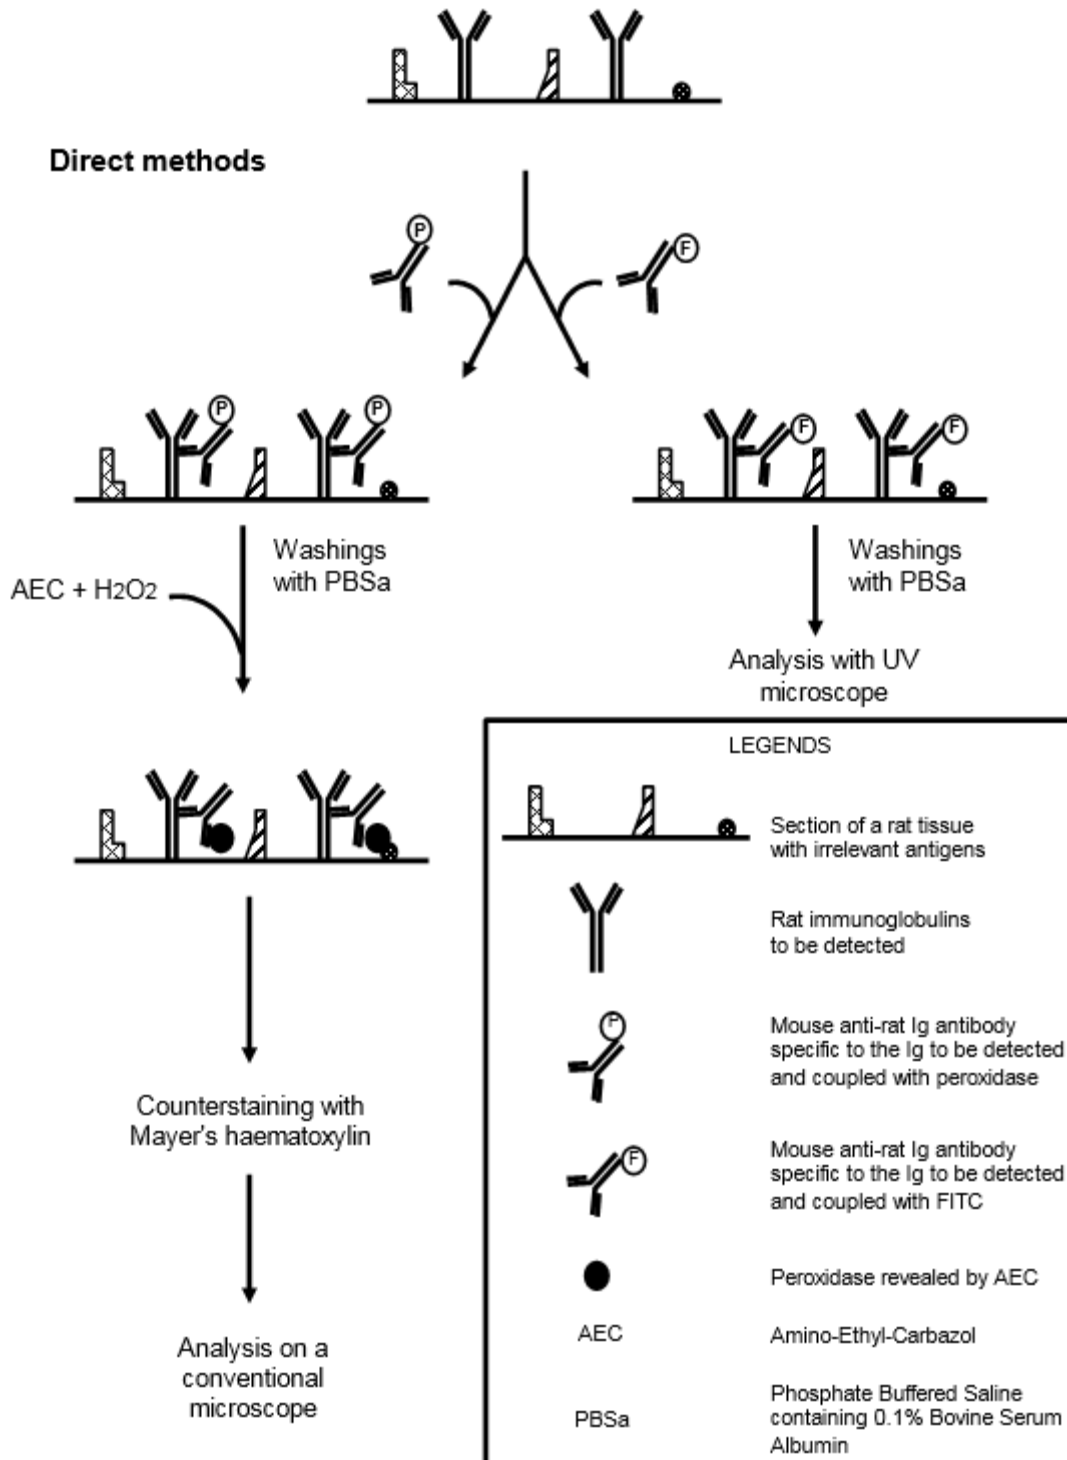 Direct methods
P
F
P
P
F
F
Washings
with PBSa
AEC + H2O2
Washings
with PBSa
Analysis with UV
microscope
Counterstaining with
Mayer's haematoxylin
Analysis on a
conventional
microscope
LEGENDS
Section of a rat tissue
with irrelevant antigens
Rat immunoglobulins
to be detected
P
Mouse anti-rat Ig antibody
specific to the Ig to be detected
and coupled with peroxidase
F
Mouse anti-rat Ig antibody
specific to the Ig to be detected
and coupled with FITC
Peroxidase revealed by AEC
AEC
Amino-Ethyl-Carbazol
PBSa
Phosphate Buffered Saline
containing 0.1% Bovine Serum
Albumin